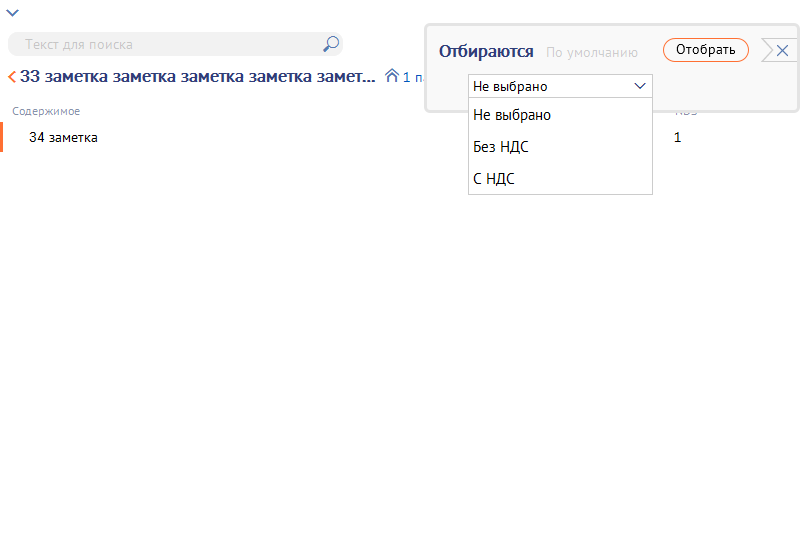 Текст для поиска
Отбираются По умолчанию Отобрать
33 заметка заметка заметка заметка замет... 1 па
Не выбрано
Содержимое
Не выбрано
34 заметка 1
Без НДС
С НДС